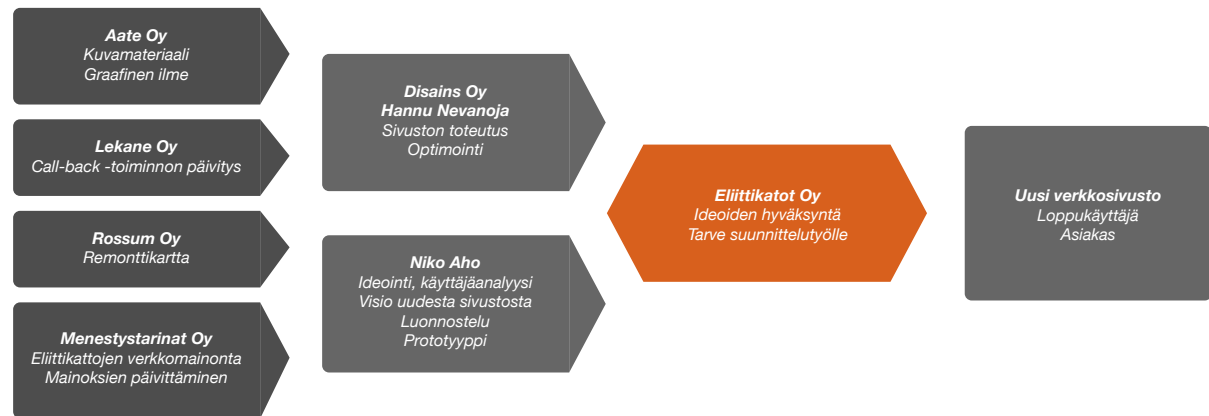 Aate Oy
Kuvamateriaali
Graafinen ilme
Lekane Oy
Call-back -toiminnon päivitys
Rossum Oy
Remonttikartta
Menestystarinat Oy
Eliittikattojen verkkomainonta
Mainoksien päivittäminen
Disains Oy
Hannu Nevanoja
Sivuston toteutus
Optimointi
Niko Aho
Ideointi, käyttäjäanalyysi
Visio uudesta sivustosta
Luonnostelu
Prototyyppi
Eliittikatot Oy
Ideoiden hyväksyntä
Tarve suunnittelutyölle
Uusi verkkosivusto
Loppukäyttäjä
Asiakas